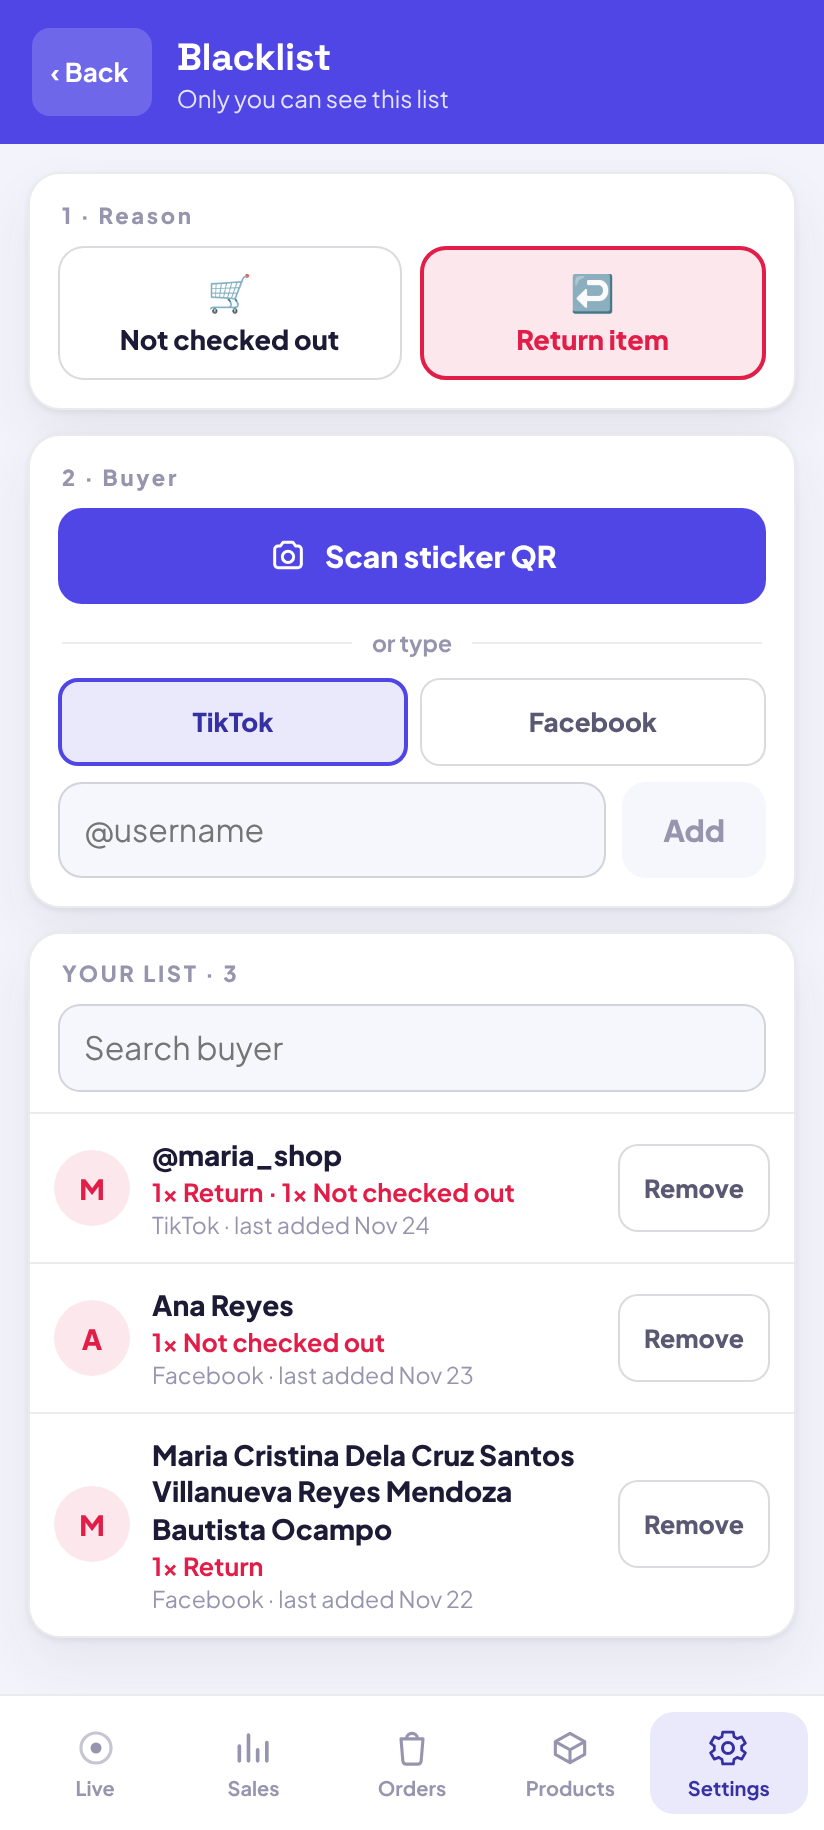 ‹ Back
Blacklist
Only you can see this list
1 · Reason
Not checked out
Return item
2 · Buyer
Scan sticker QR
or type
TikTok
Facebook
@username
Add
YOUR LIST · 3
Search buyer
M
@maria_shop
1× Return · 1× Not checked out
TikTok · last added Nov 24
Remove
A
Ana Reyes
1× Not checked out
Facebook · last added Nov 23
Remove
M
Maria Cristina Dela Cruz Santos
Villanueva Reyes Mendoza
Bautista Ocampo
1× Return
Facebook · last added Nov 22
Remove
Live
Sales
Orders
Products
Settings